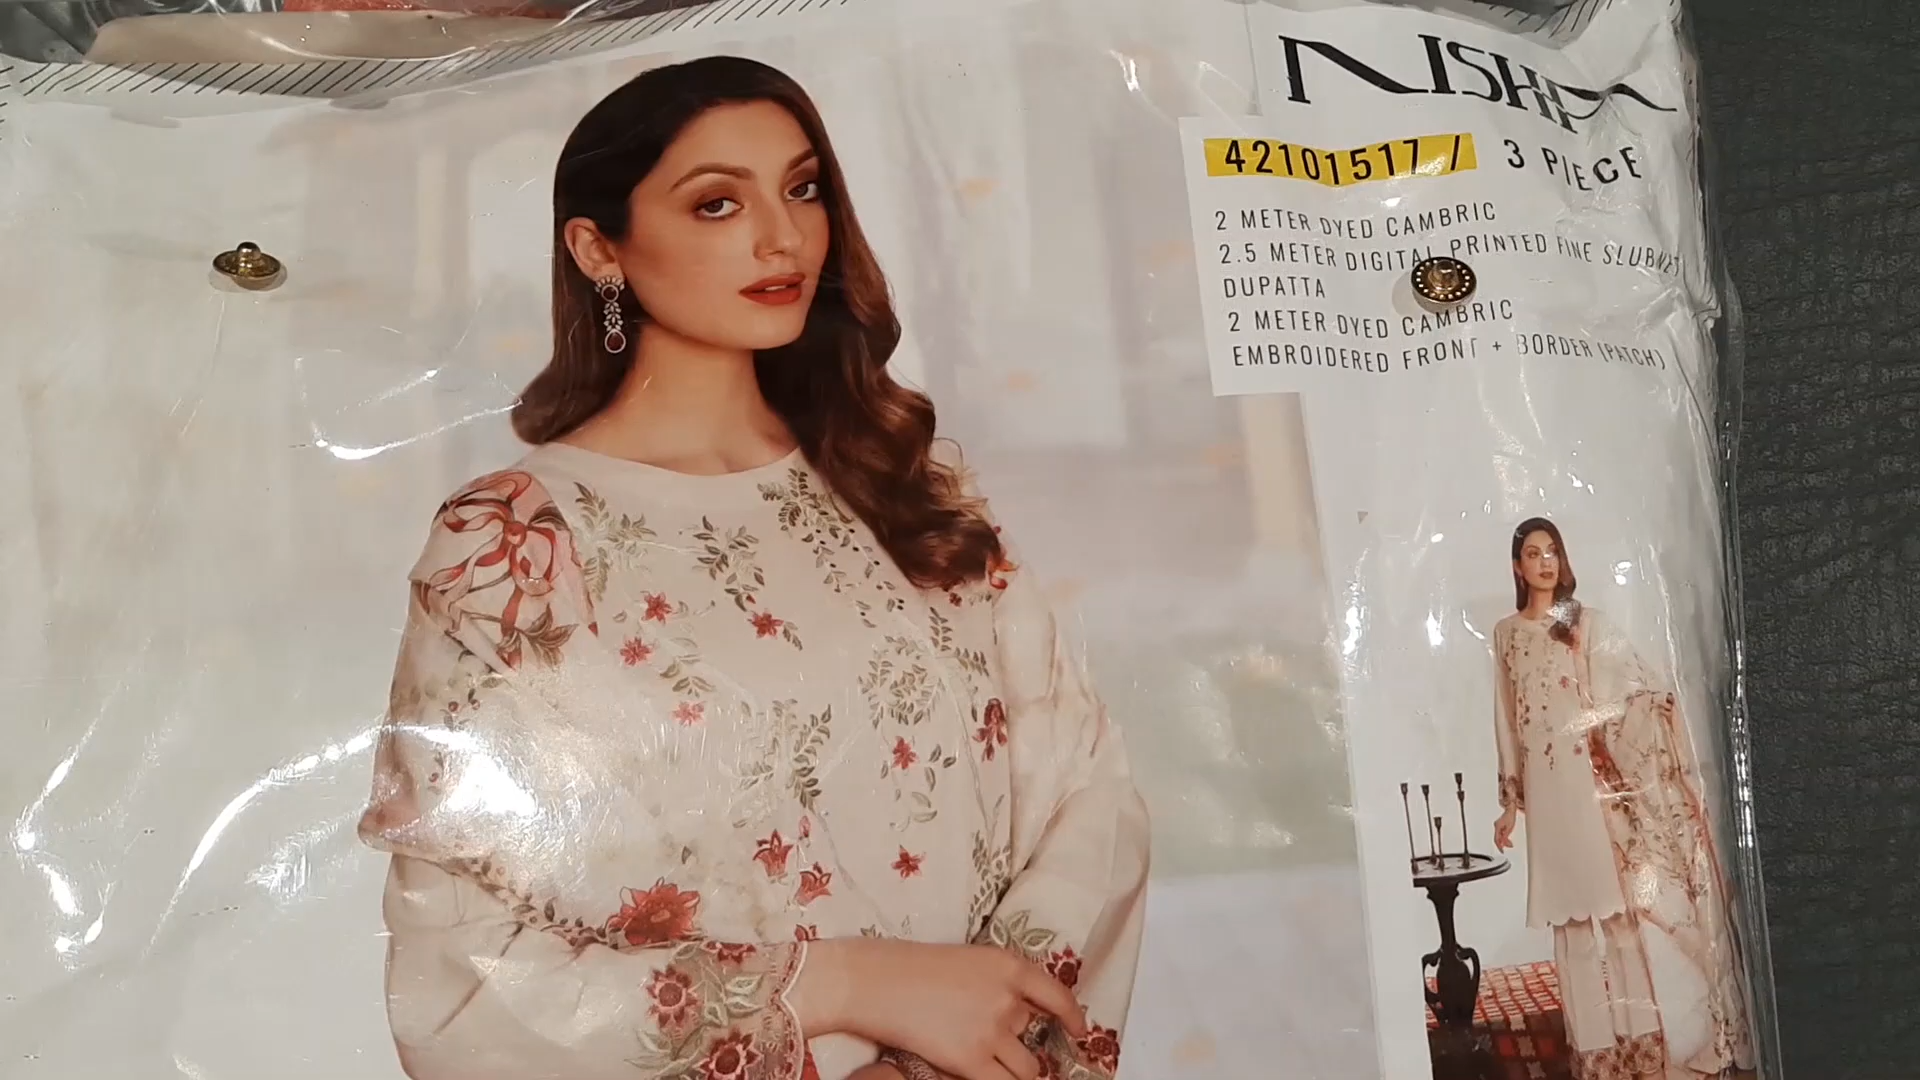 NISHAT
42101517 / 3 PIECE
2 METER DYED CAMBRIC
2.5 METER DIGITAL PRINTED FINE SLUBNET
DUPATTA
2 METER DYED CAMBRIC
EMBROIDERED FRONT + BORDER (PATCH)